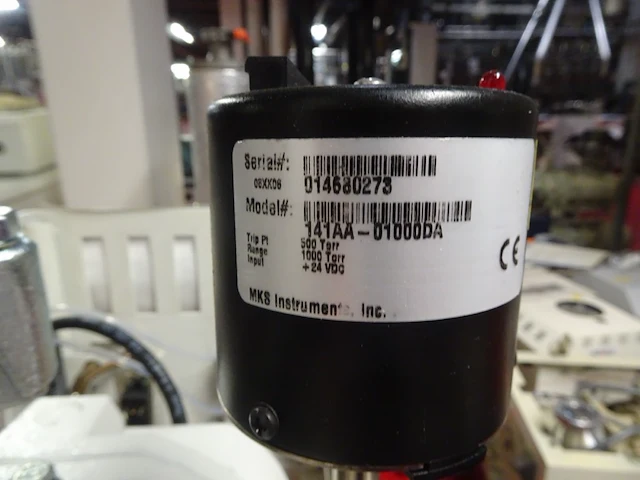 Serial#:
08XX06 014680273
Model#:
141AA-01000DA
Trip Pt 500 Torr
Range 1000 Torr
Input +24 VDC
CE
MKS Instruments, Inc.